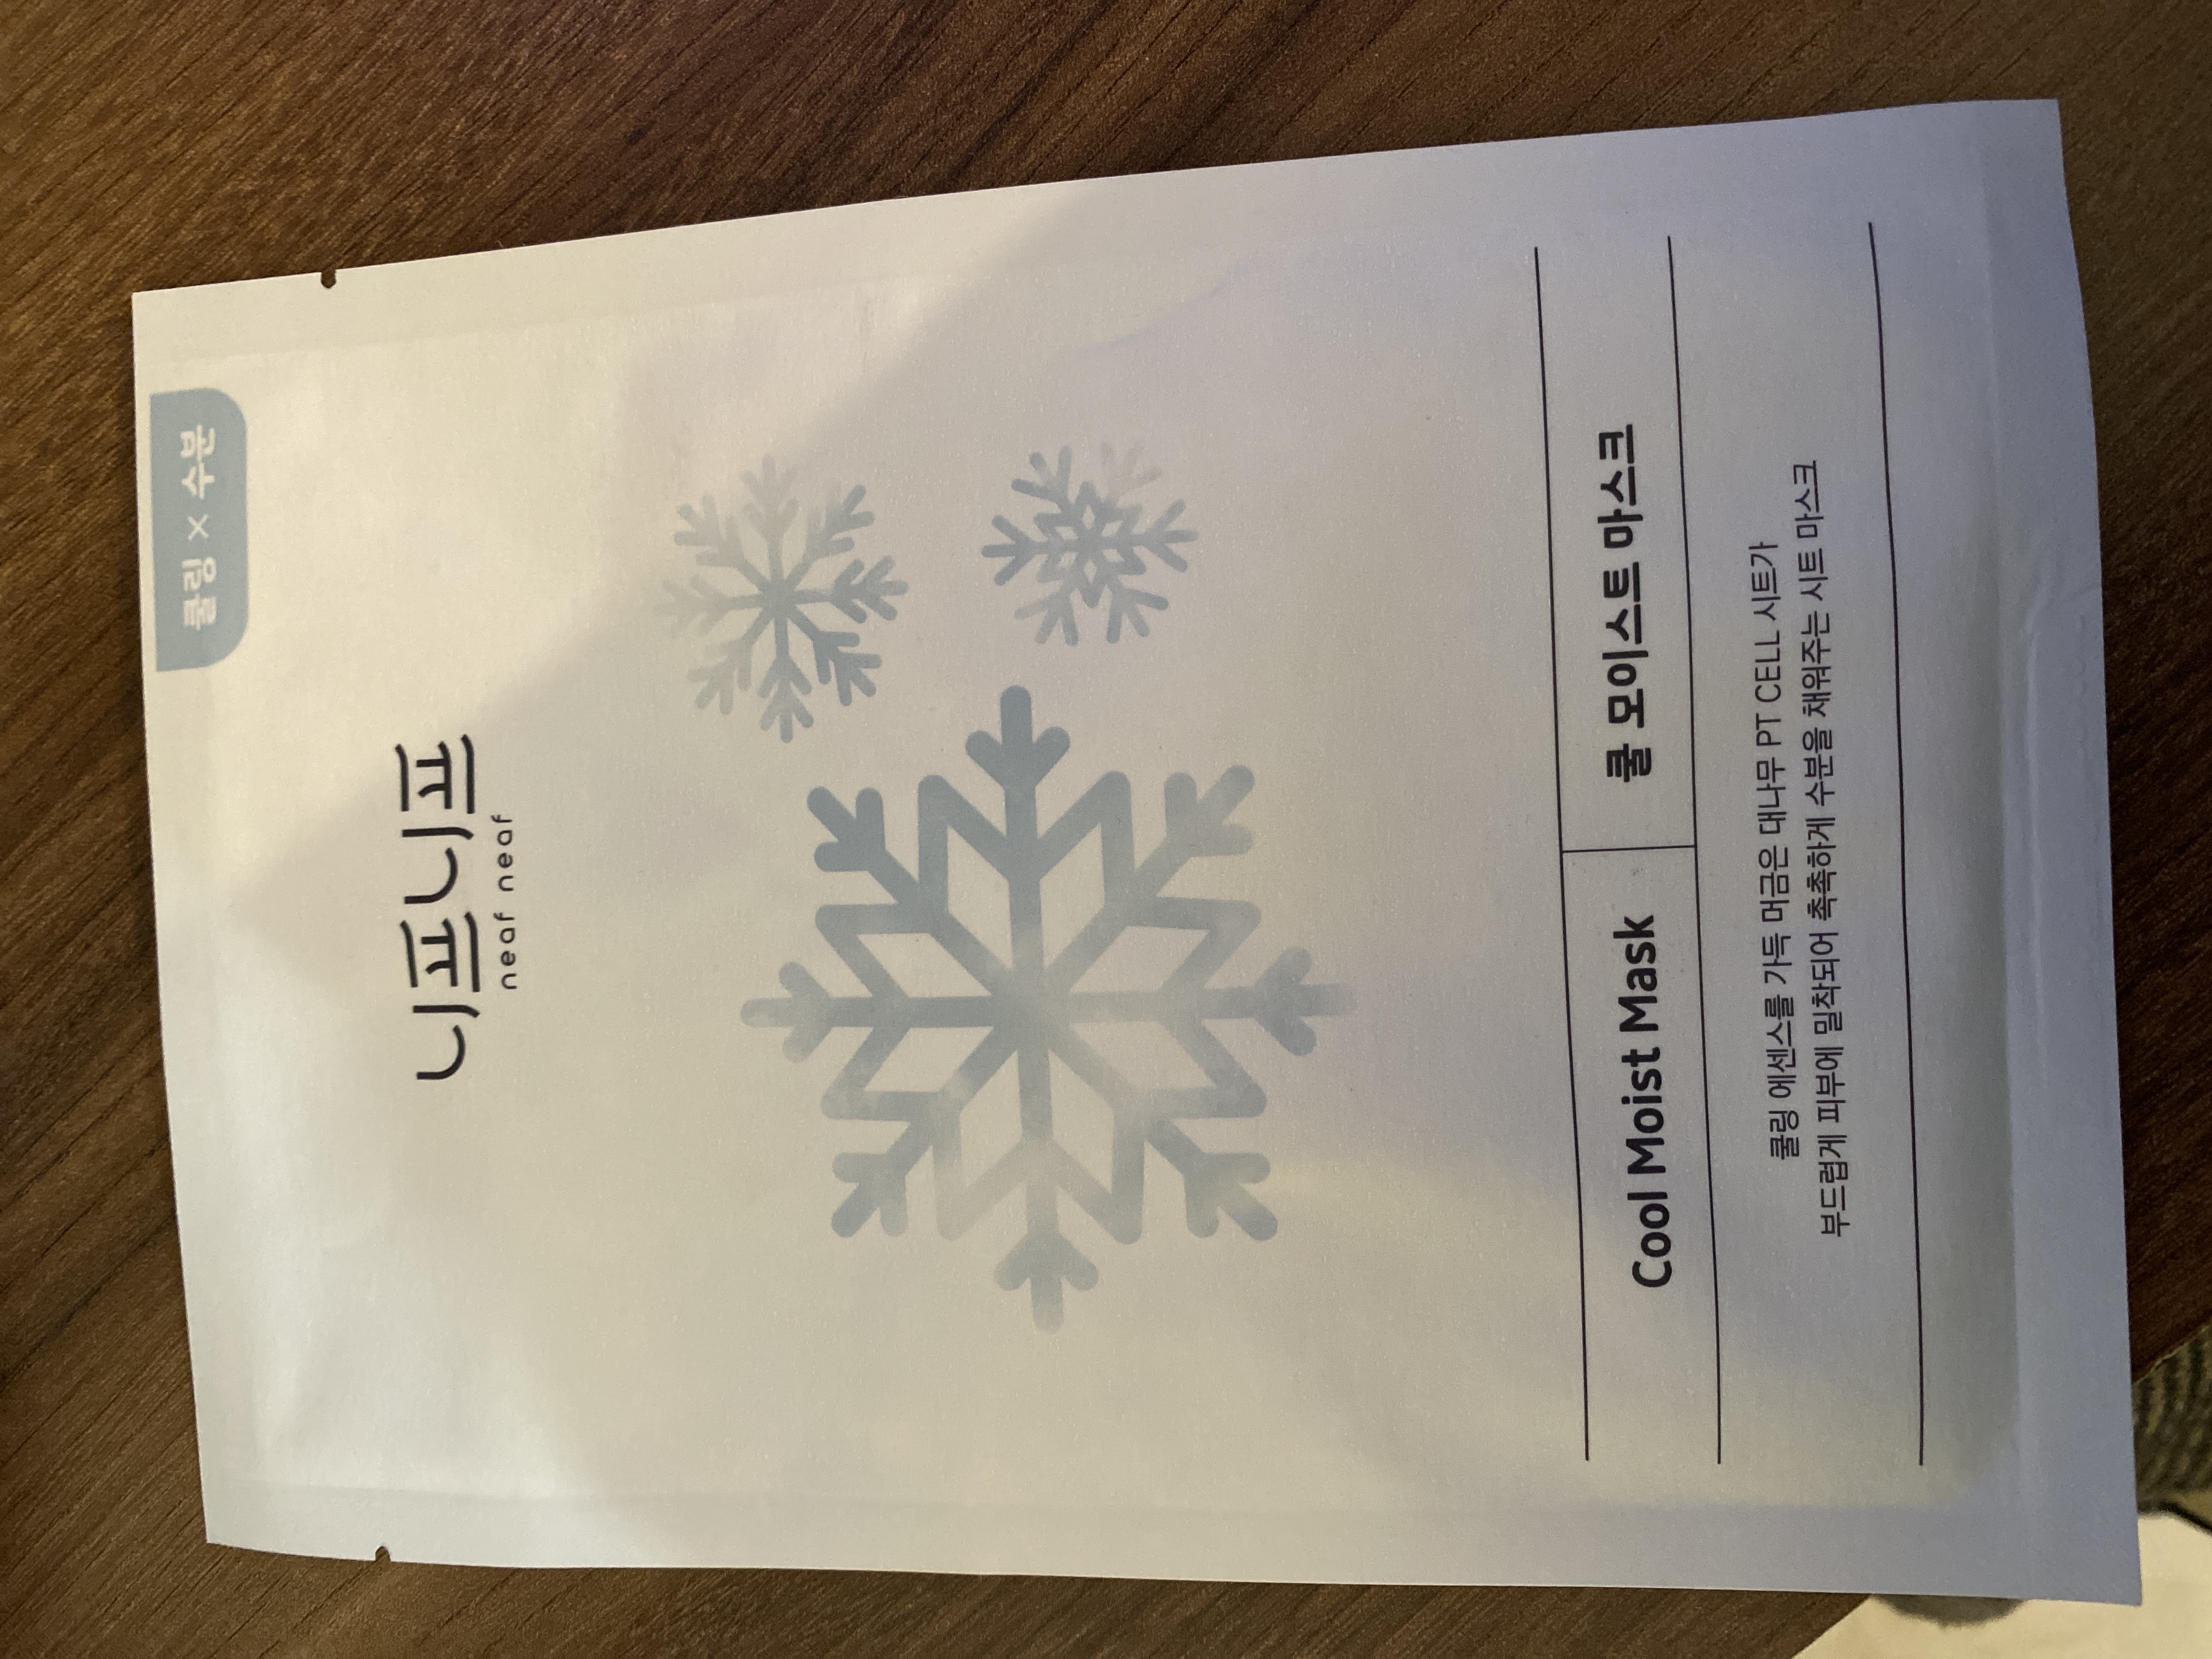 쿨링 × 수분
니프니프
neaf neaf
Cool Moist Mask
쿨 모이스트 마스크
쿨링 에센스를 가득 머금은 대나무 PT CELL 시트가
부드럽게 피부에 밀착되어 촉촉하게 수분을 채워주는 시트 마스크